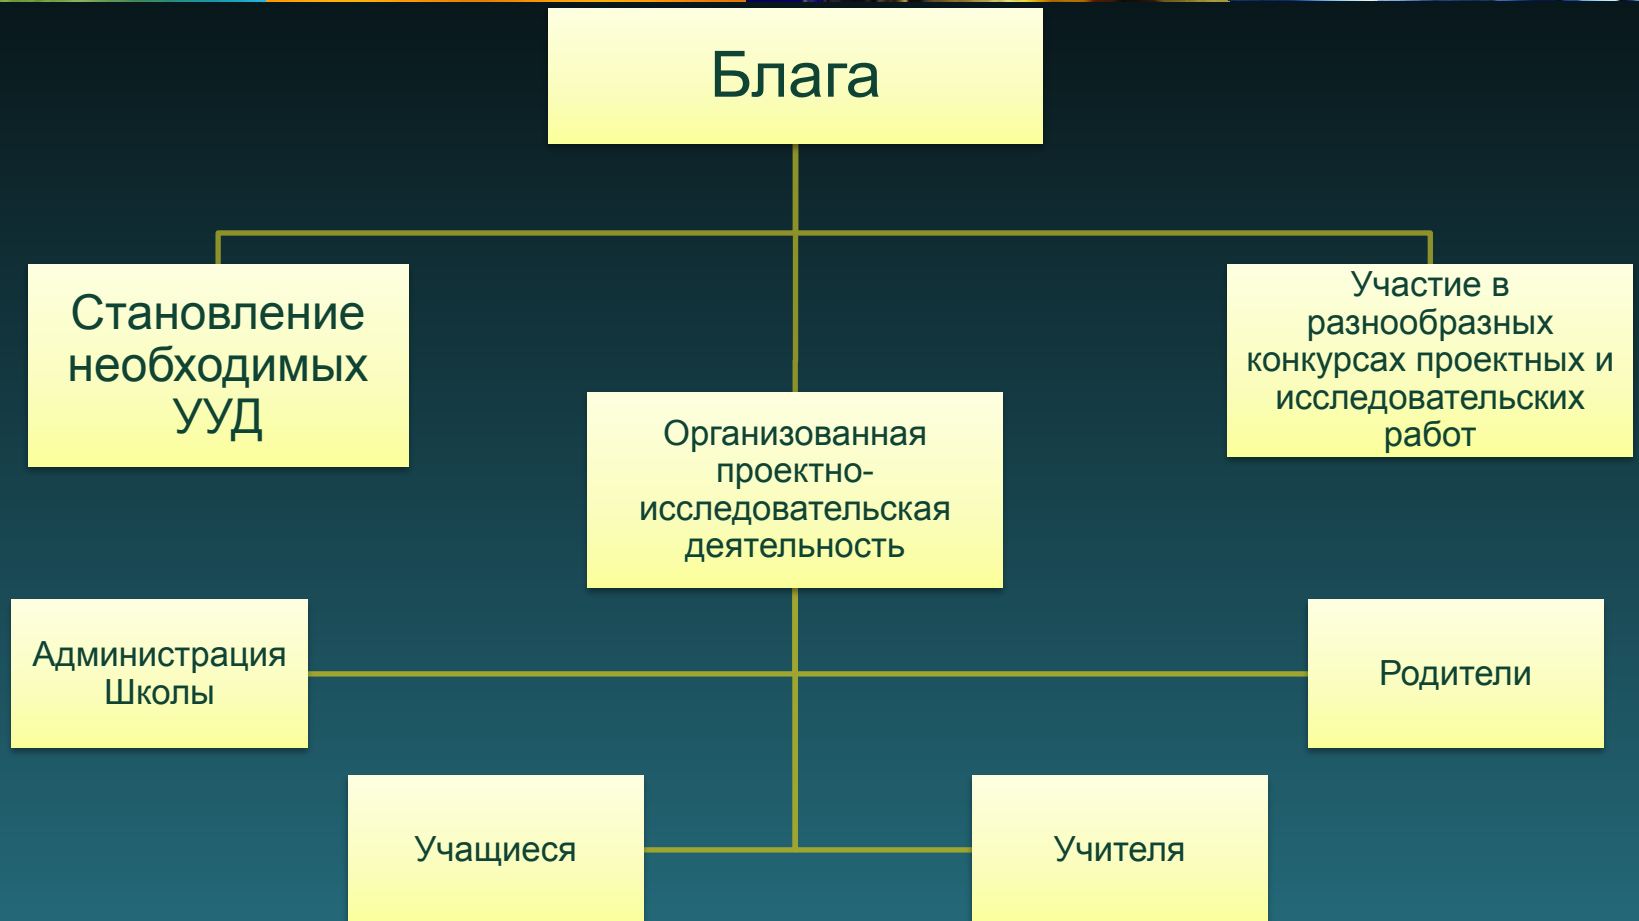 Блага
Становление
необходимых
УУД
Организованная
проектно-
исследовательская
деятельность
Участие в
разнообразных
конкурсах проектных и
исследовательских
работ
Администрация
Школы
Родители
Учащиеся
Учителя